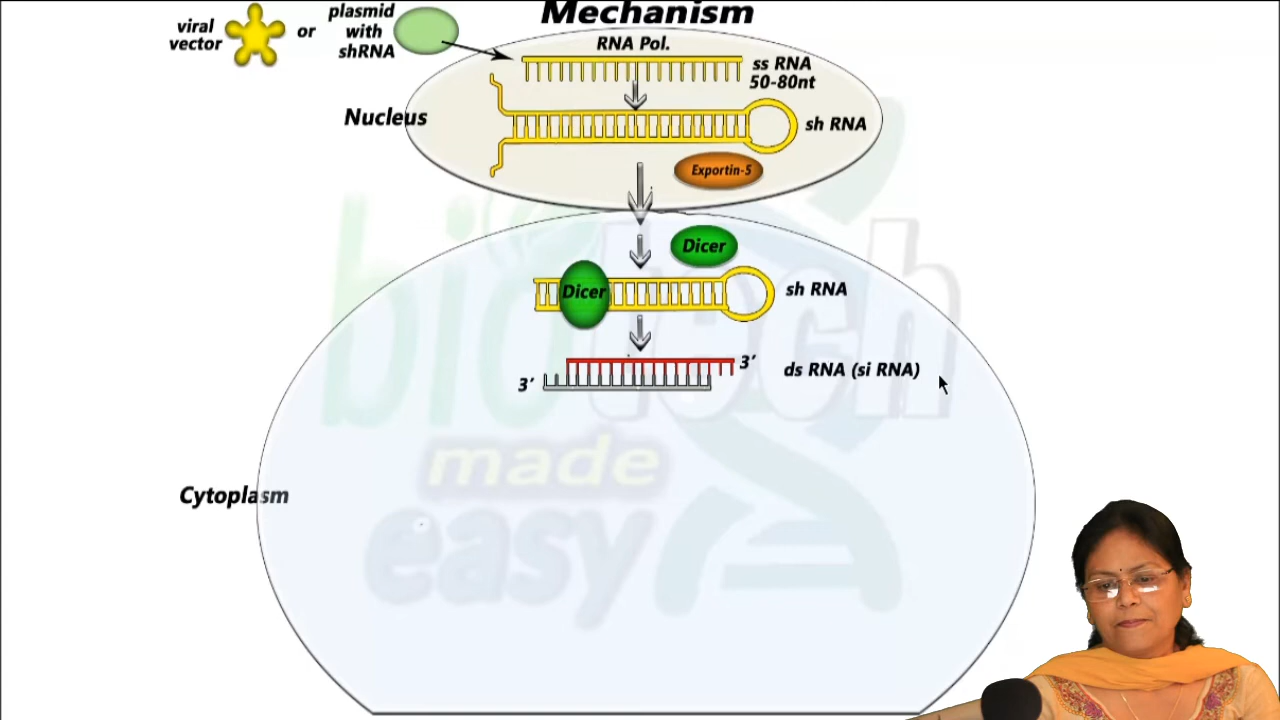 Mechanism
viral
vector
or
plasmid
with
shRNA
RNA Pol.
ss RNA
50-80nt
Nucleus
sh RNA
Exportin-5
Dicer
Dicer
sh RNA
3′
3′
ds RNA (si RNA)
Cytoplasm
biotech
made
easy